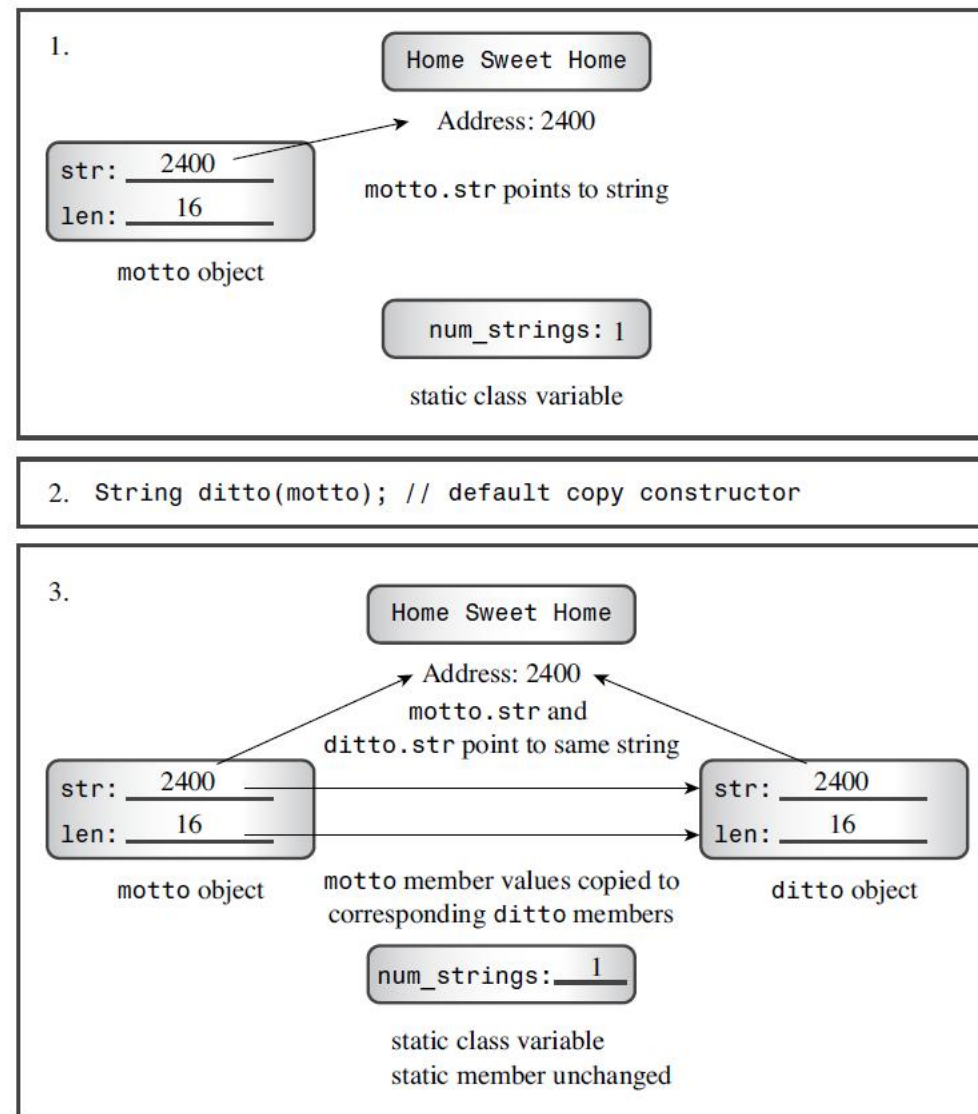 1.
Home Sweet Home
Address: 2400
str: 2400
motto.str points to string
len: 16
motto object
num_strings: 1
static class variable
2. String ditto(motto); // default copy constructor
3.
Home Sweet Home
Address: 2400
motto.str and
ditto.str point to same string
str: 2400
str: 2400
len: 16
len: 16
motto object
motto member values copied to
corresponding ditto members
ditto object
num_strings: 1
static class variable
static member unchanged